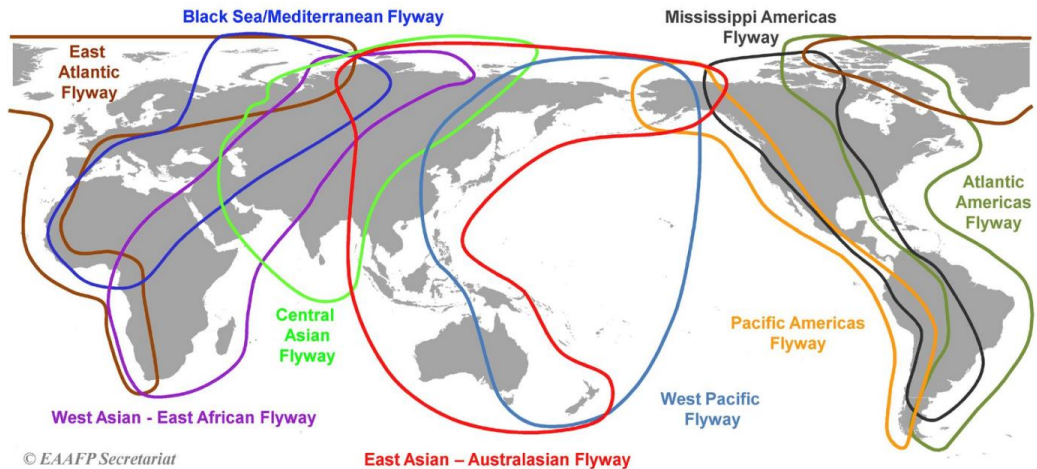 Black Sea/Mediterranean Flyway
Mississippi Americas
Flyway
East
Atlantic
Flyway
Atlantic
Americas
Flyway
Central
Asian
Flyway
Pacific Americas
Flyway
West Asian - East African Flyway
West Pacific
Flyway
© EAAFP Secretariat
East Asian – Australasian Flyway